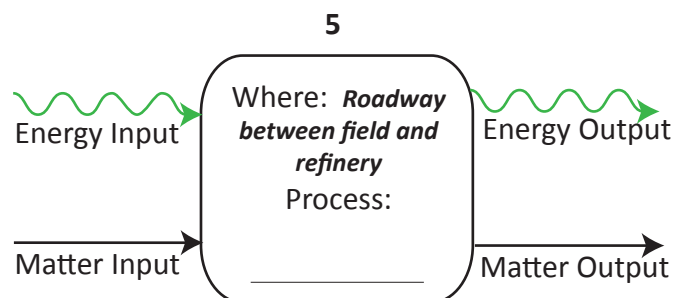 5
Where: Roadway
between field and
refinery
Process:
Energy Input
Energy Output
Matter Input
Matter Output